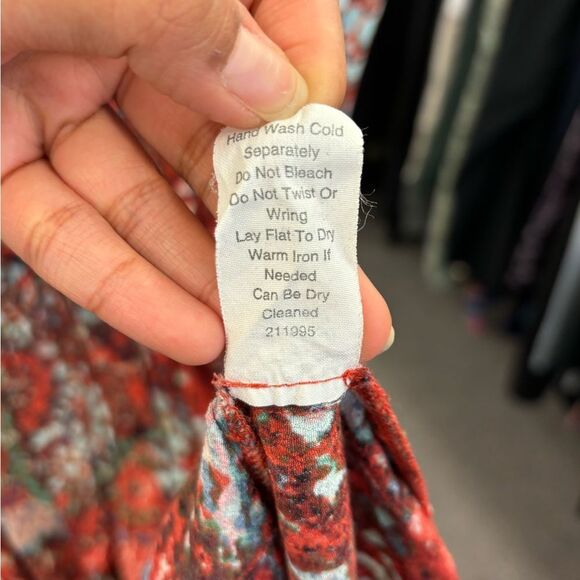 Hand Wash Cold
Separately
Do Not Bleach
Do Not Twist Or
Wring
Lay Flat To Dry
Warm Iron If
Needed
Can Be Dry
Cleaned
211995